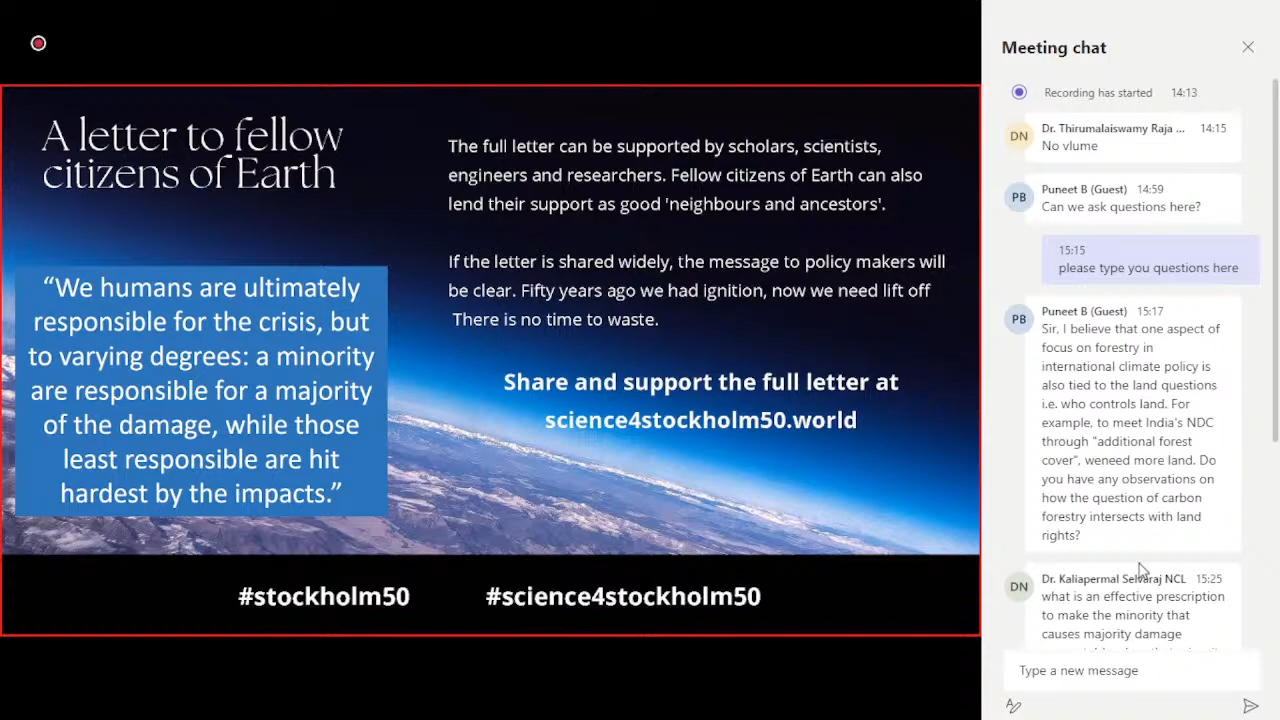 A letter to fellow
citizens of Earth
“We humans are ultimately
responsible for the crisis, but
to varying degrees: a minority
are responsible for a majority
of the damage, while those
least responsible are hit
hardest by the impacts.”
The full letter can be supported by scholars, scientists,
engineers and researchers. Fellow citizens of Earth can also
lend their support as good 'neighbours and ancestors'.
If the letter is shared widely, the message to policy makers will
be clear. Fifty years ago we had ignition, now we need lift off
There is no time to waste.
Share and support the full letter at
science4stockholm50.world
#stockholm50 #science4stockholm50
Meeting chat
Recording has started 14:13
DN
Dr. Thirumalaiswamy Raja ... 14:15
No vlume
PB
Puneet B (Guest) 14:59
Can we ask questions here?
15:15
please type you questions here
PB
Puneet B (Guest) 15:17
Sir, I believe that one aspect of
focus on forestry in
international climate policy is
also tied to the land questions
i.e. who controls land. For
example, to meet India's NDC
through "additional forest
cover", weneed more land. Do
you have any observations on
how the question of carbon
forestry intersects with land
rights?
DN
Dr. Kaliapermal Selvaraj NCL 15:25
what is an effective prescription
to make the minority that
causes majority damage
Type a new message